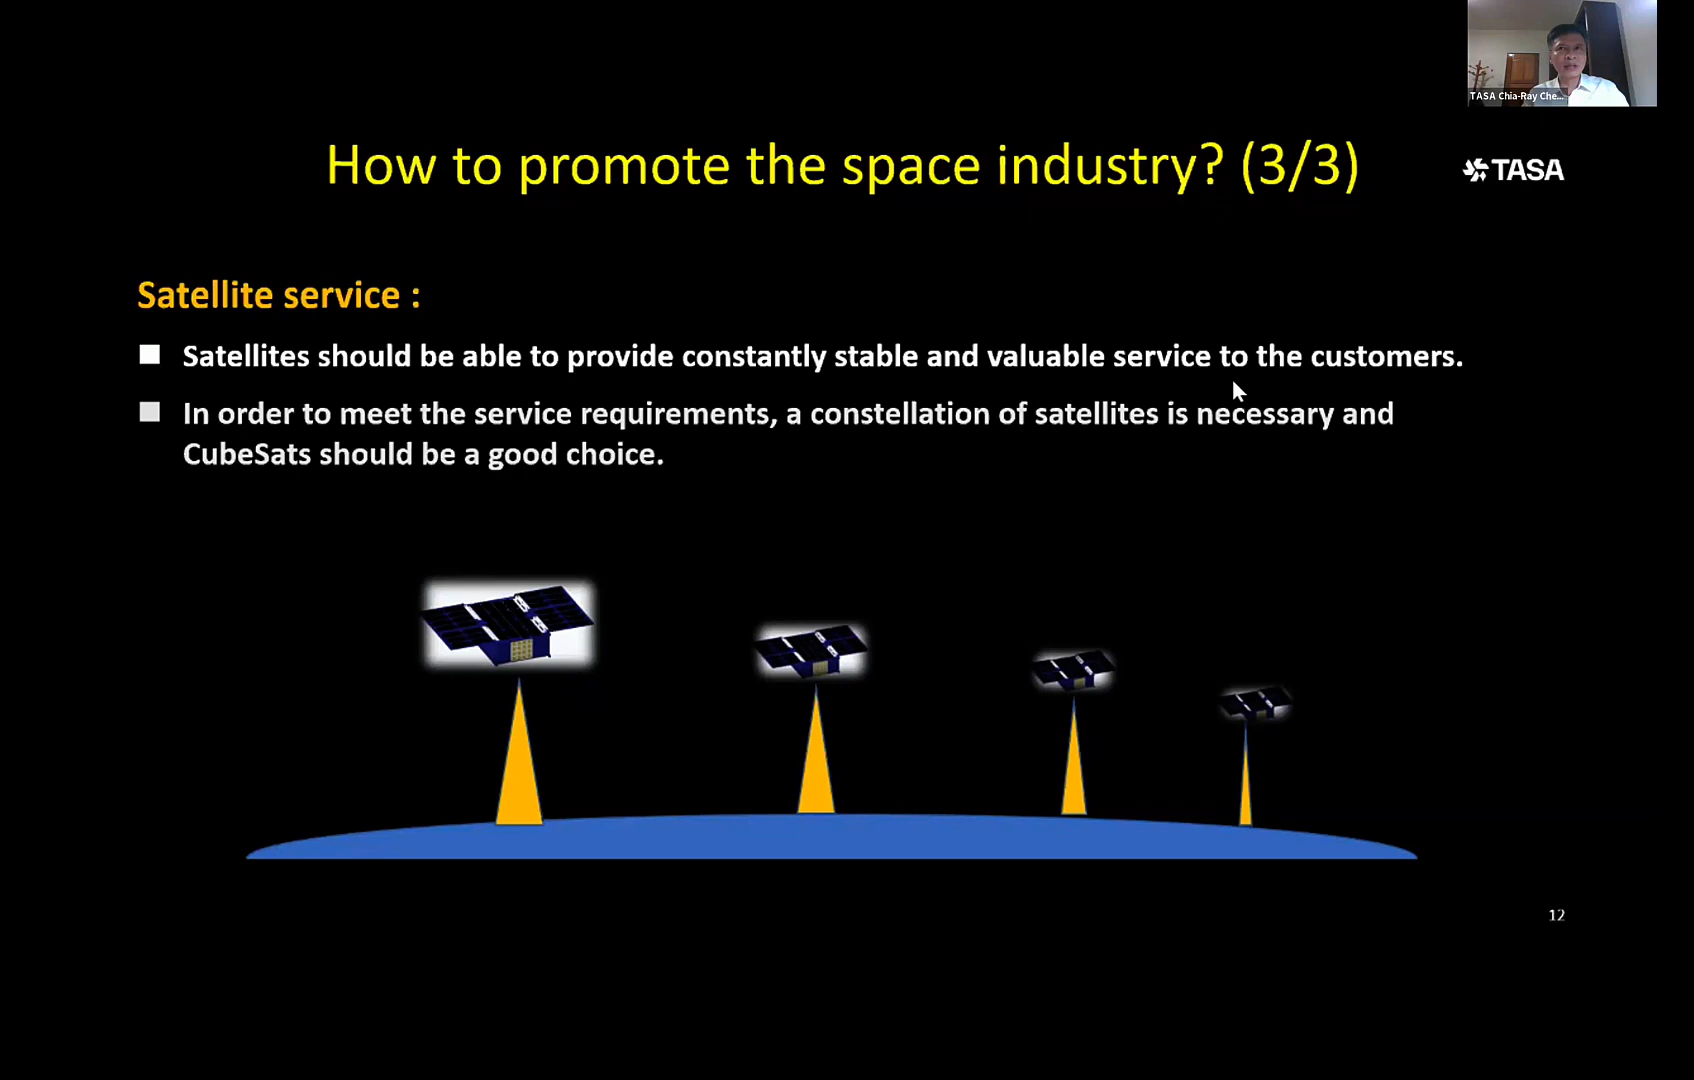 TASA Chia-Ray Che...
How to promote the space industry? (3/3)
TASA
Satellite service :
Satellites should be able to provide constantly stable and valuable service to the customers.
In order to meet the service requirements, a constellation of satellites is necessary and
CubeSats should be a good choice.
12